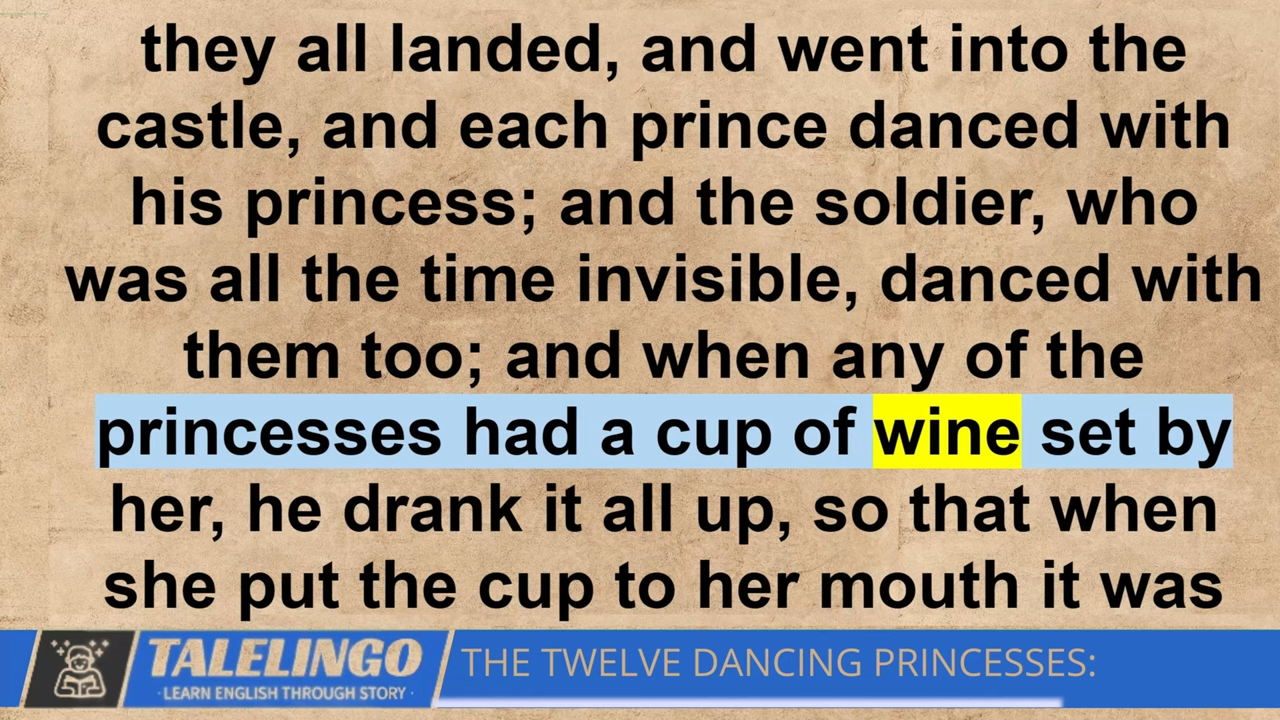 they all landed, and went into the
castle, and each prince danced with
his princess; and the soldier, who
was all the time invisible, danced with
them too; and when any of the
princesses had a cup of wine set by
her, he drank it all up, so that when
she put the cup to her mouth it was
TALELINGO
· LEARN ENGLISH THROUGH STORY ·
THE TWELVE DANCING PRINCESSES: